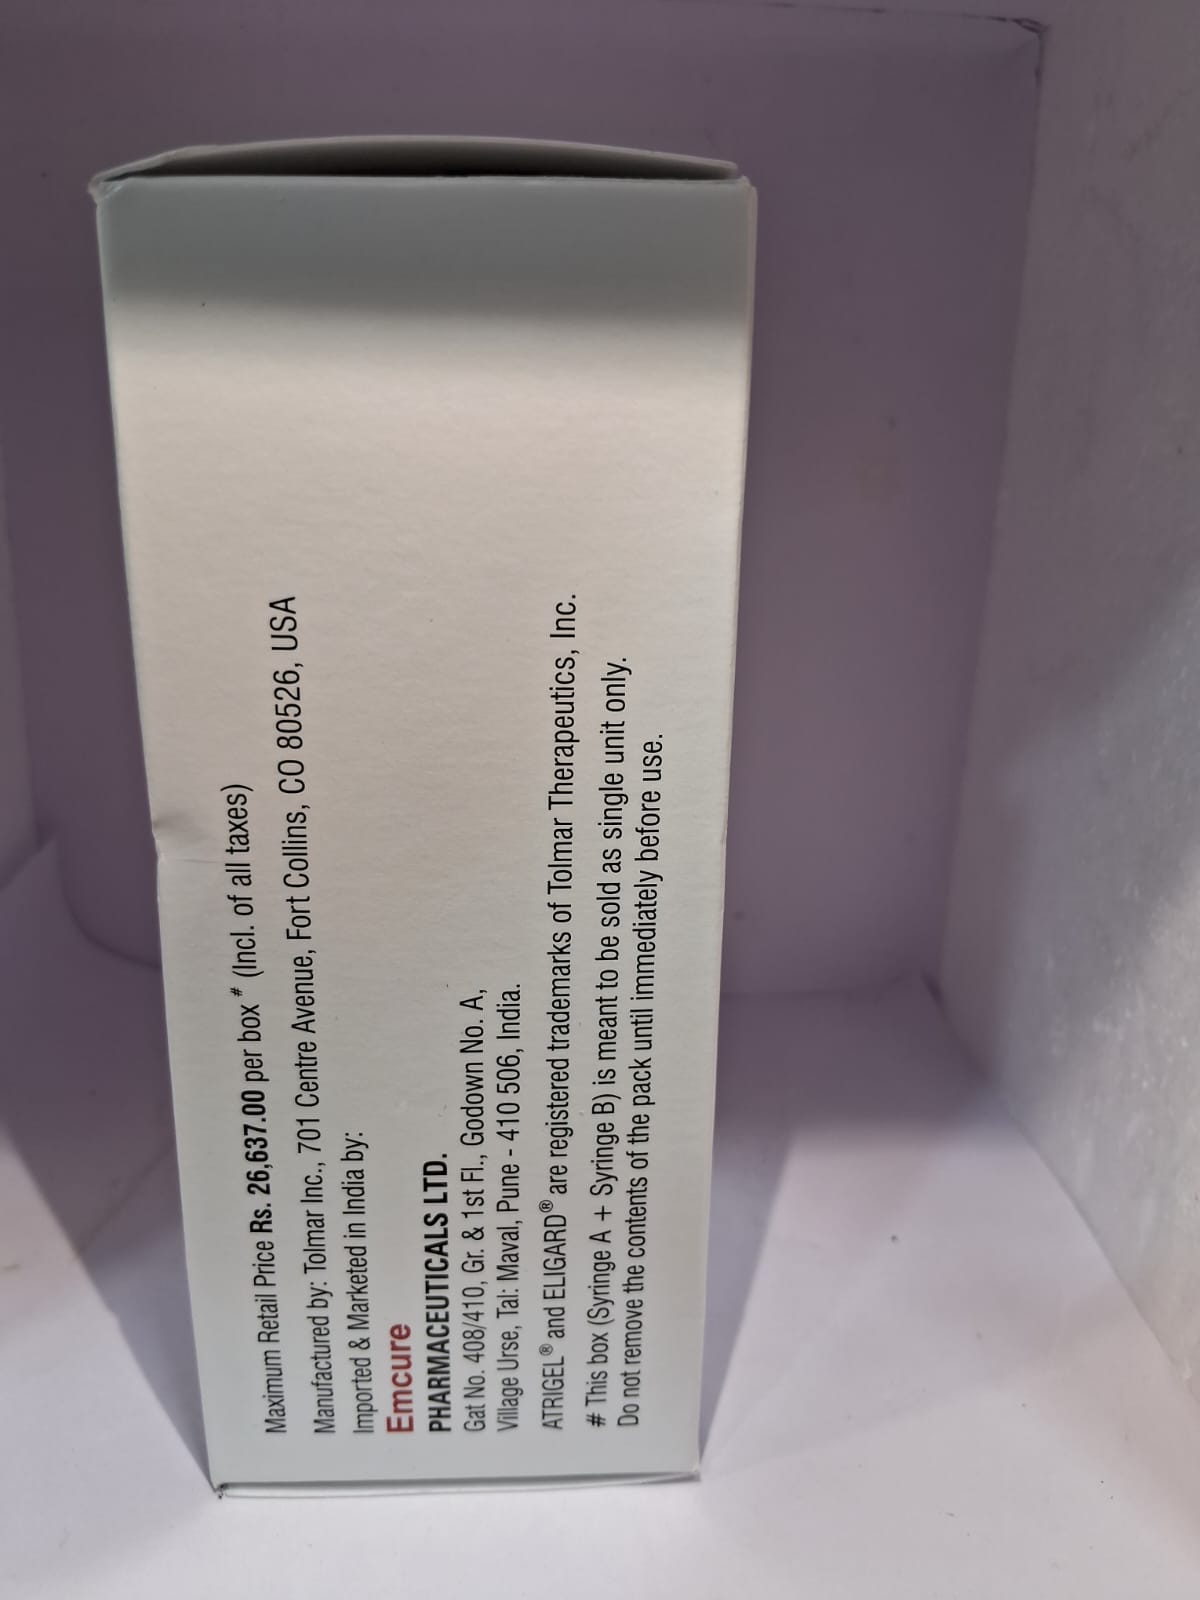 Maximum Retail Price Rs. 26,637.00 per box # (Incl. of all taxes)
Manufactured by: Tolmar Inc., 701 Centre Avenue, Fort Collins, CO 80526, USA
Imported & Marketed in India by:
Emcure
PHARMACEUTICALS LTD.
Gat No. 408/410, Gr. & 1st Fl., Godown No. A,
Village Urse, Tal: Maval, Pune - 410 506, India.
ATRIGEL® and ELIGARD® are registered trademarks of Tolmar Therapeutics, Inc.
# This box (Syringe A + Syringe B) is meant to be sold as single unit only.
Do not remove the contents of the pack until immediately before use.